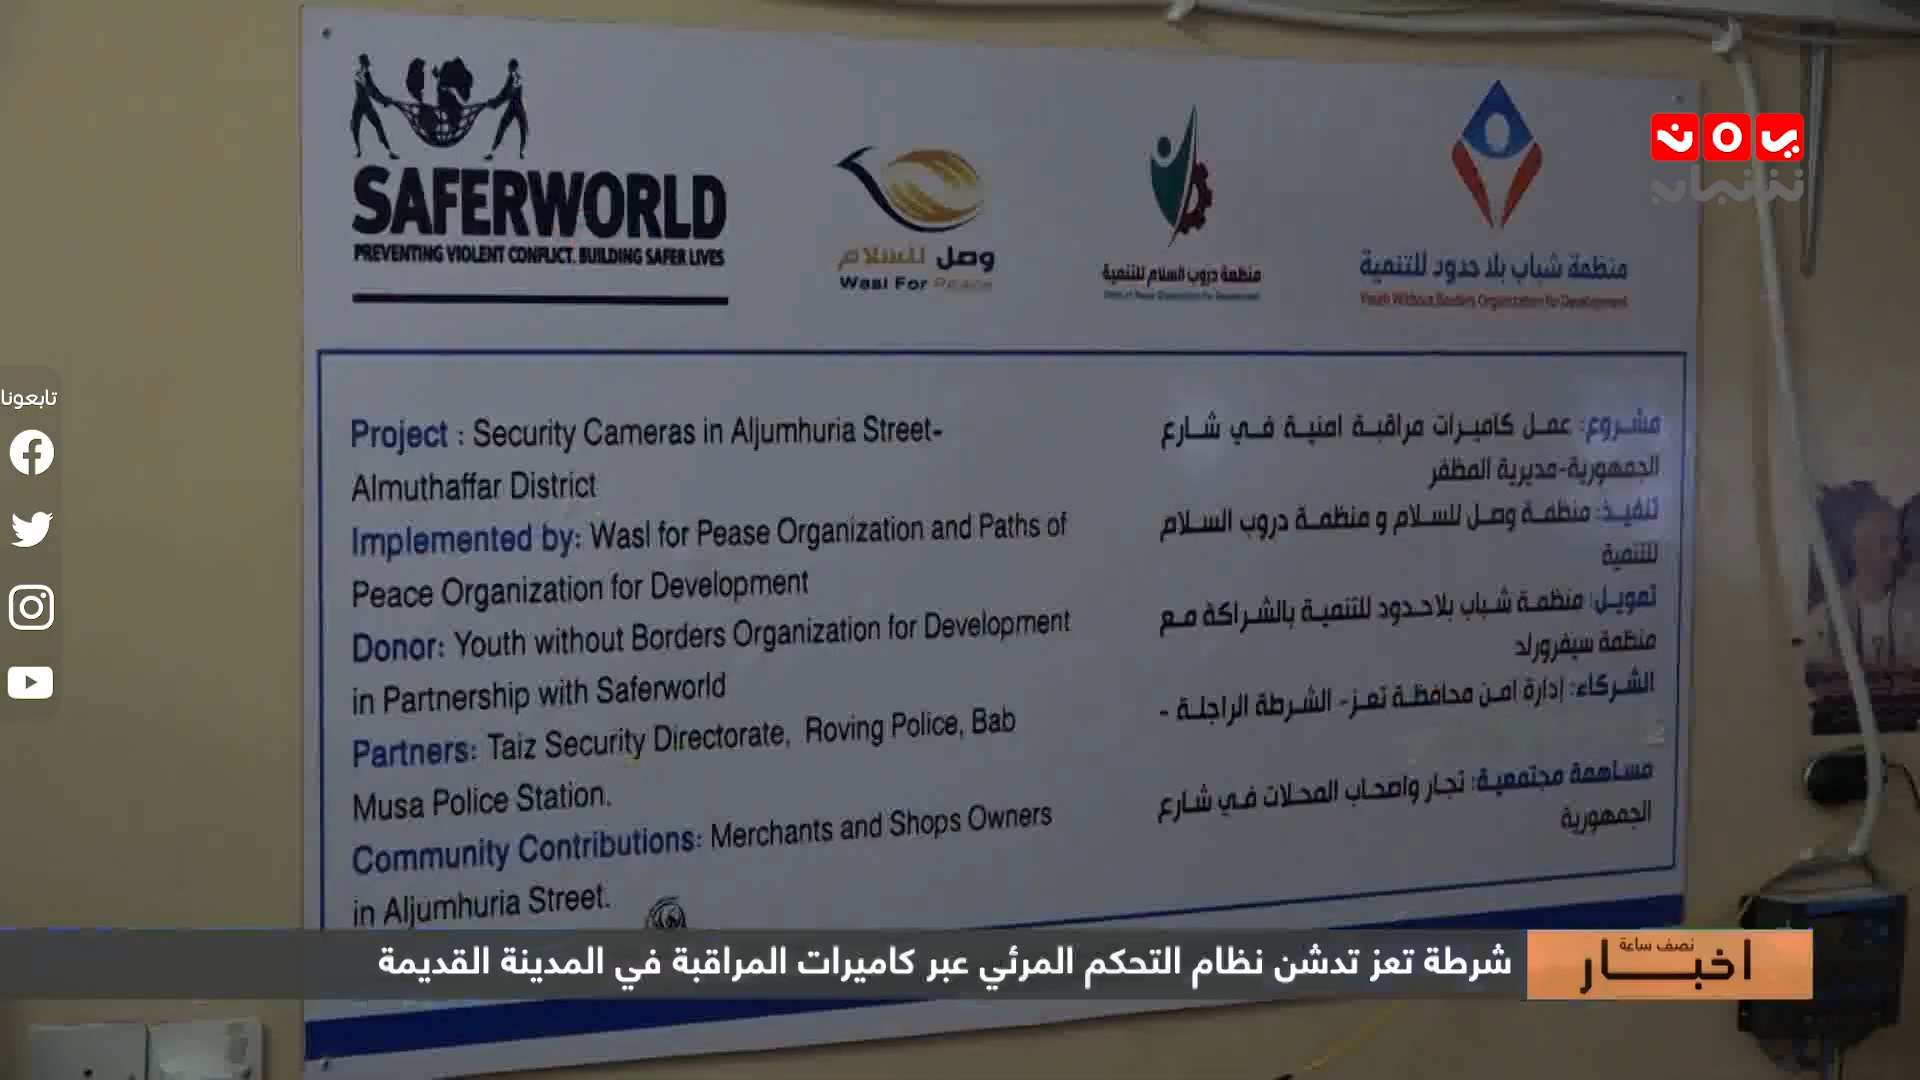 SAFERWORLD
PREVENTING VIOLENT CONFLICT. BUILDING SAFER LIVES
وصل للسلام
Wasl For Peace
منظمة دروب السلام للتنمية
منظمة شباب بلا حدود للتنمية
Youth Without Borders Organization for Development
يمن
شباب
Project : Security Cameras in Aljumhuria Street-
Almuthaffar District
Implemented by: Wasl for Pease Organization and Paths of
Peace Organization for Development
Donor: Youth without Borders Organization for Development
in Partnership with Saferworld
Partners: Taiz Security Directorate, Roving Police, Bab
Musa Police Station.
Community Contributions: Merchants and Shops Owners
in Aljumhuria Street.
مشروع: عمل كاميرات مراقبة امنية في شارع
الجمهورية-مديرية المظفر
تنفيذ: منظمة وصل للسلام و منظمة دروب السلام
للتنمية
تمويل: منظمة شباب بلاحدود للتنمية بالشراكة مع
منظمة سيفرورلد
الشركاء: إدارة امن محافظة تعز- الشرطة الراجلة -
مساهمة مجتمعية: تجار واصحاب المحلات في شارع
الجمهورية
تابعونا
نصف ساعة
اخبار
شرطة تعز تدشن نظام التحكم المرئي عبر كاميرات المراقبة في المدينة القديمة